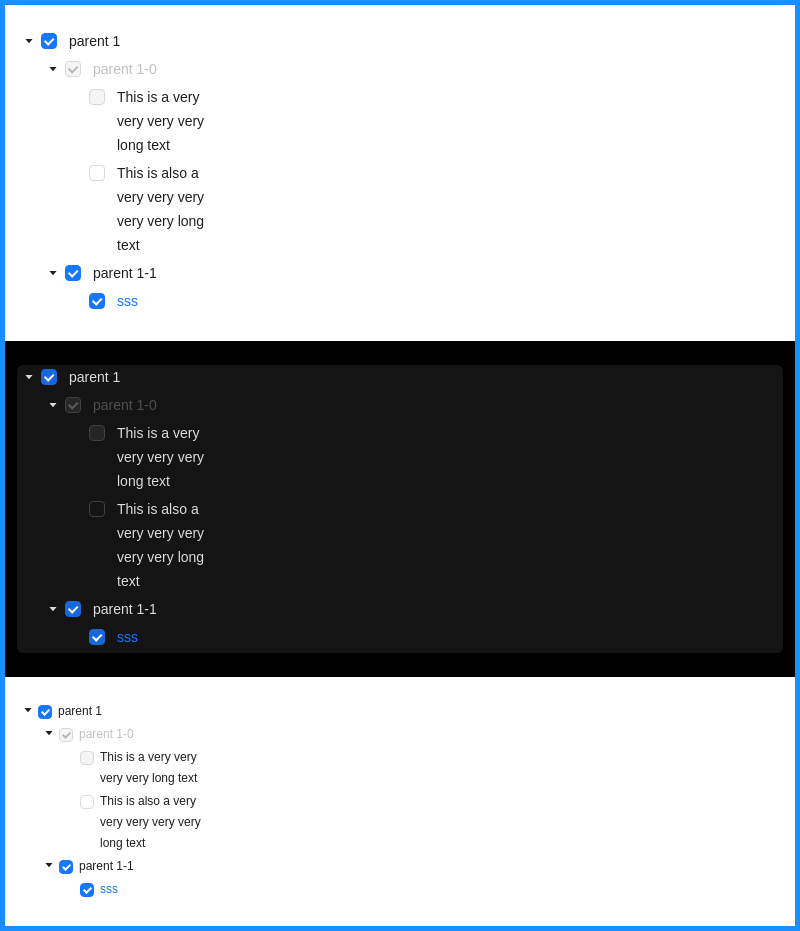 parent 1
parent 1-0
This is a very
very very very
long text
This is also a
very very very
very very long
text
parent 1-1
sss
parent 1
parent 1-0
This is a very
very very very
long text
This is also a
very very very
very very long
text
parent 1-1
sss
parent 1
parent 1-0
This is a very very
very very long text
This is also a very
very very very very
long text
parent 1-1
sss